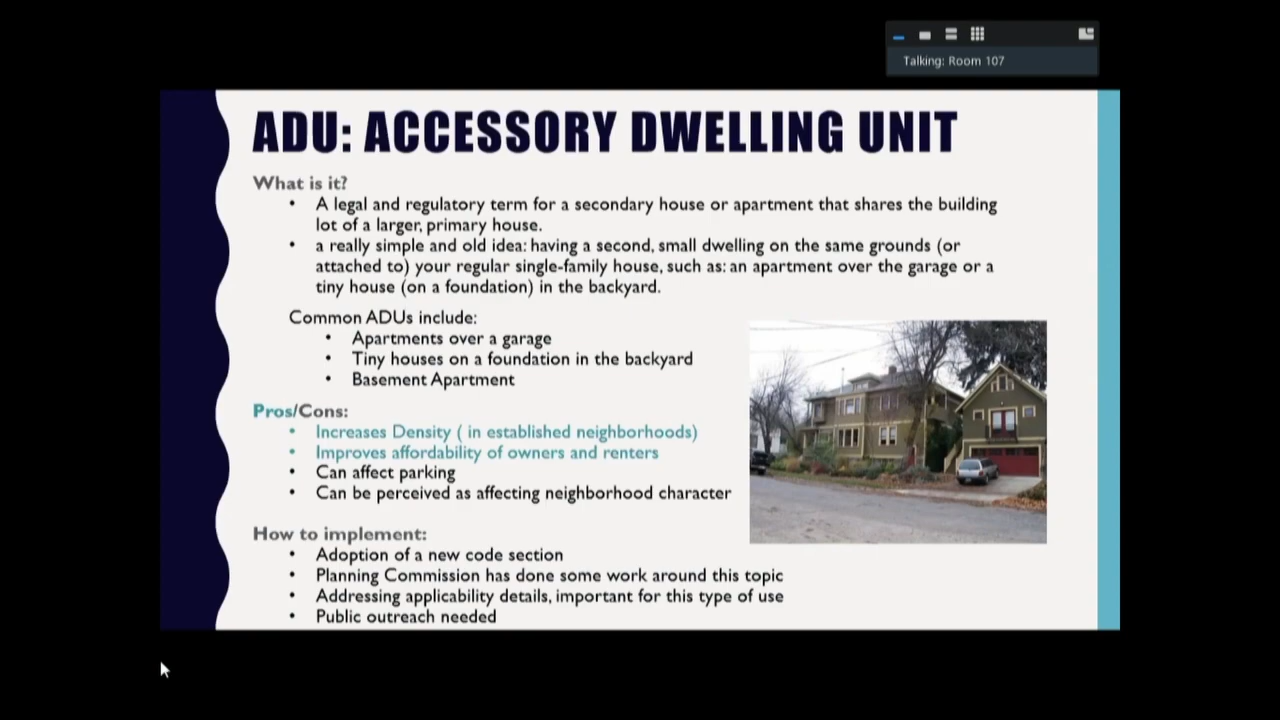 Talking: Room 107
ADU: ACCESSORY DWELLING UNIT
What is it?
• A legal and regulatory term for a secondary house or apartment that shares the building
lot of a larger, primary house.
• a really simple and old idea: having a second, small dwelling on the same grounds (or
attached to) your regular single-family house, such as: an apartment over the garage or a
tiny house (on a foundation) in the backyard.
Common ADUs include:
• Apartments over a garage
• Tiny houses on a foundation in the backyard
• Basement Apartment
Pros/Cons:
• Increases Density ( in established neighborhoods)
• Improves affordability of owners and renters
• Can affect parking
• Can be perceived as affecting neighborhood character
How to implement:
• Adoption of a new code section
• Planning Commission has done some work around this topic
• Addressing applicability details, important for this type of use
• Public outreach needed